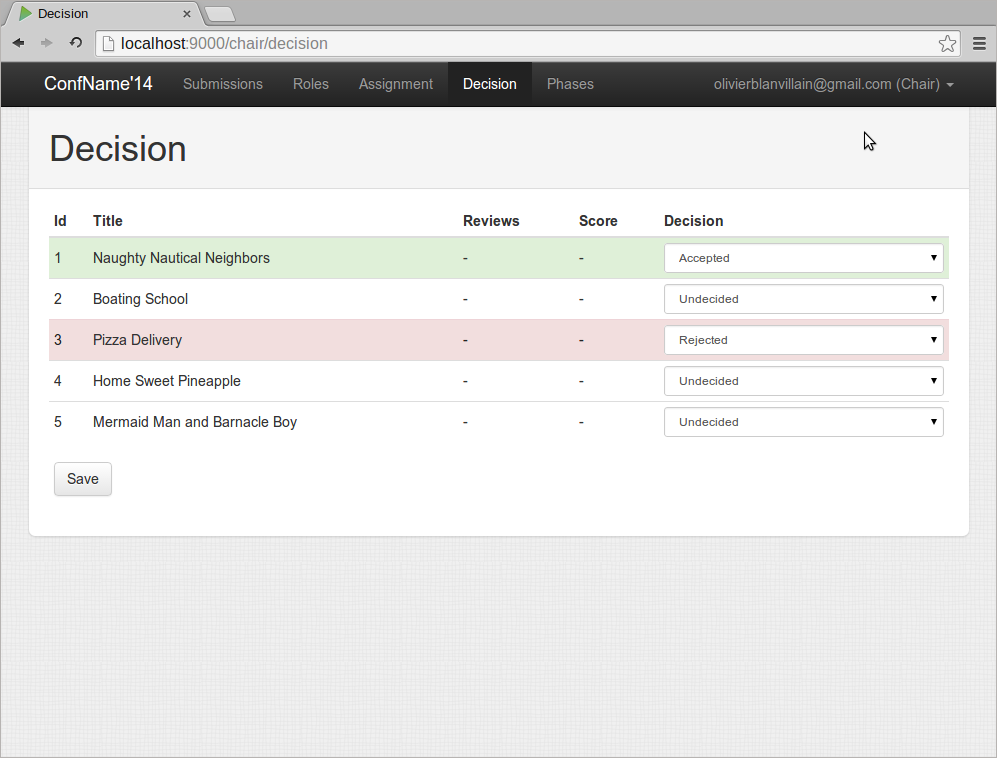 Decision
localhost:9000/chair/decision
ConfName'14 Submissions Roles Assignment Decision Phases olivierblanvillain@gmail.com (Chair)
Decision
Id Title Reviews Score Decision
1 Naughty Nautical Neighbors - - Accepted
2 Boating School - - Undecided
3 Pizza Delivery - - Rejected
4 Home Sweet Pineapple - - Undecided
5 Mermaid Man and Barnacle Boy - - Undecided
Save